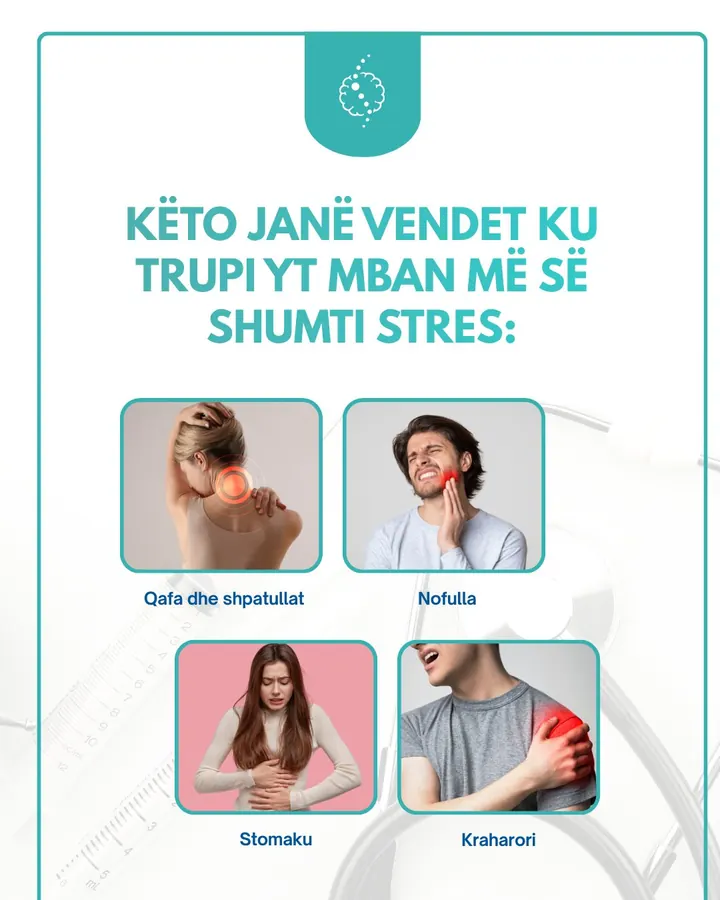 KËTO JANË VENDET KU
TRUPI YT MBAN MË SË
SHUMTI STRES:
Qafa dhe shpatullat
Nofulla
Stomaku
Kraharori